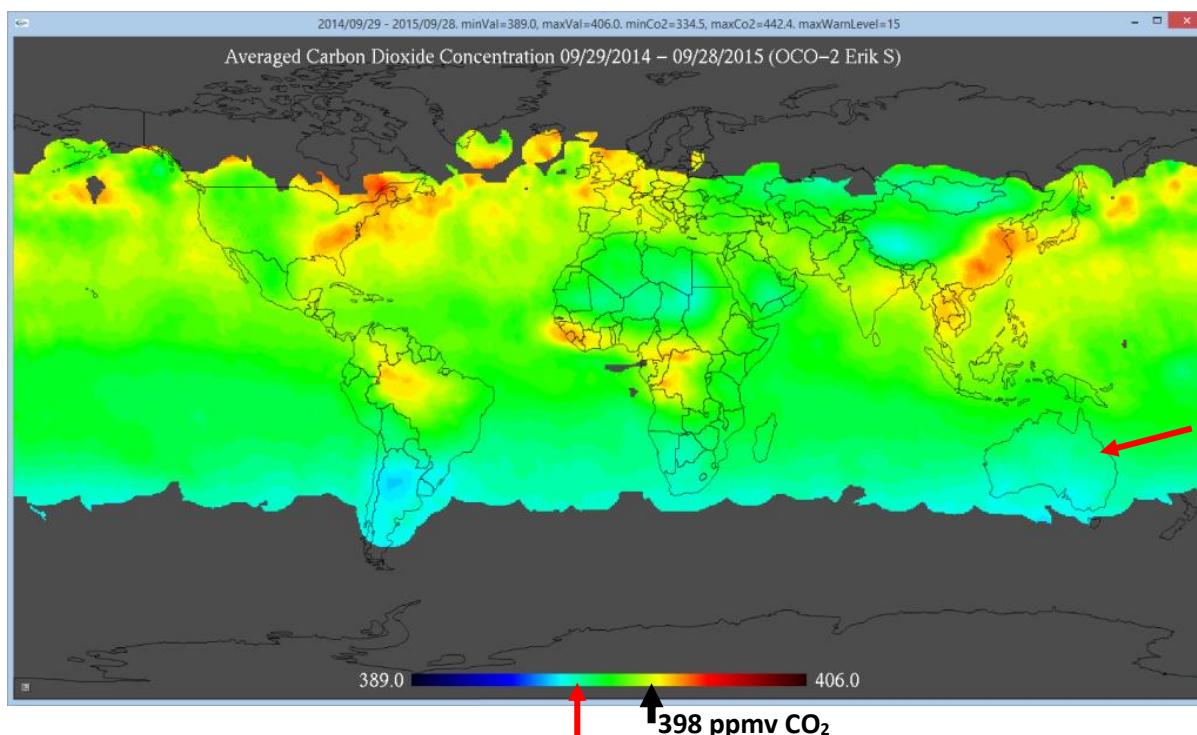 2014/09/29 - 2015/09/28. minVal=389.0, maxVal=406.0. minCo2=334.5, maxCo2=442.4. maxWarnLevel=15
Averaged Carbon Dioxide Concentration 09/29/2014 – 09/28/2015 (OCO−2 Erik S)
389.0 406.0
398 ppmv CO₂